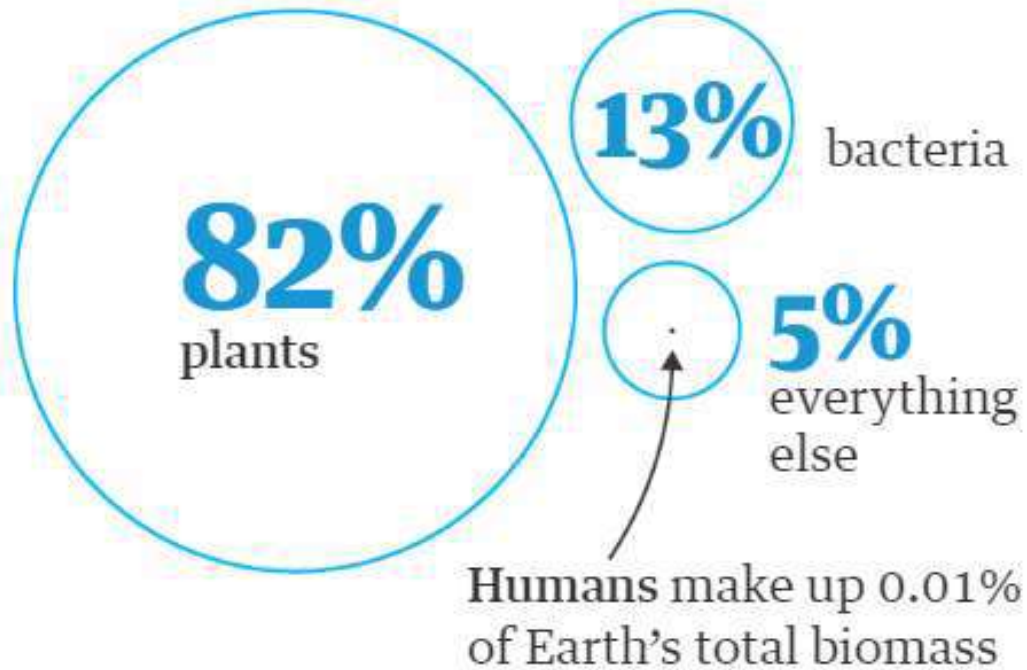 82%
plants
13%
bacteria
5%
everything
else
Humans make up 0.01%
of Earth's total biomass